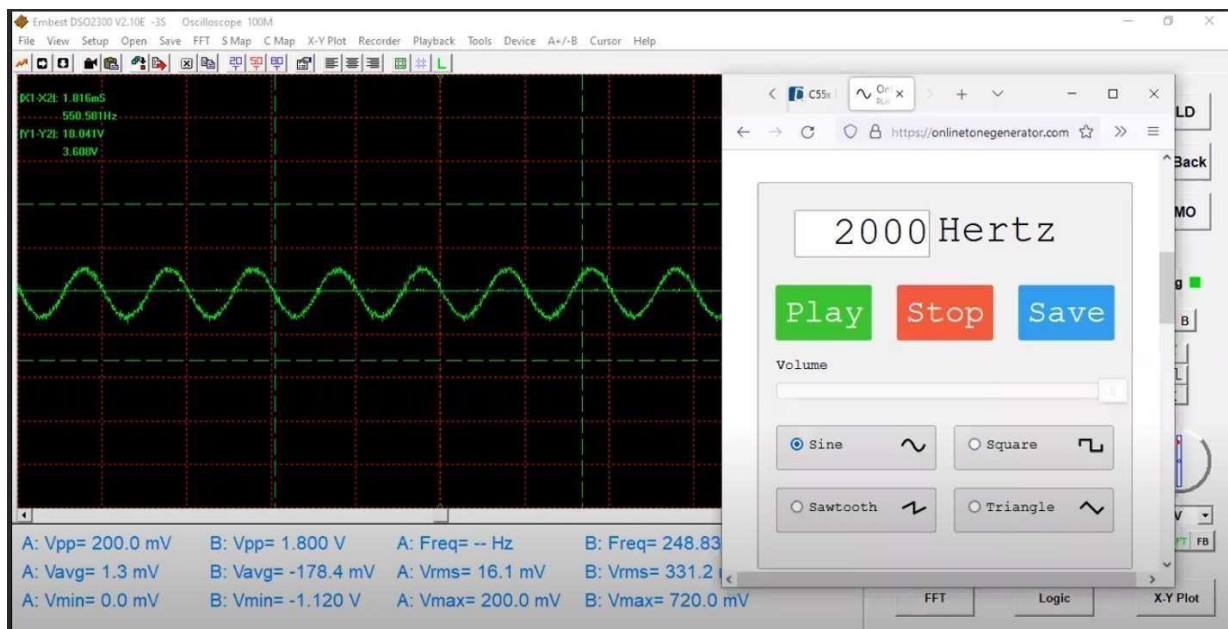 Embest DSO2300 V2.10E -3S Oscilloscope 100M
File View Setup Open Save FFT S Map C Map X-Y Plot Recorder Playback Tools Device A+/-B Cursor Help
|X1-X2|: 1.816mS
550.581Hz
|Y1-Y2|: 18.041V
3.608V
C55x
https://onlinetonegenerator.com
LD
Back
MO
g
B
2000 Hertz
Play Stop Save
Volume
Sine Square
Sawtooth Triangle
V
FT FB
A: Vpp= 200.0 mV B: Vpp= 1.800 V A: Freq= -- Hz B: Freq= 248.83
A: Vavg= 1.3 mV B: Vavg= -178.4 mV A: Vrms= 16.1 mV B: Vrms= 331.2
A: Vmin= 0.0 mV B: Vmin= -1.120 V A: Vmax= 200.0 mV B: Vmax= 720.0 mV
FFT Logic X-Y Plot